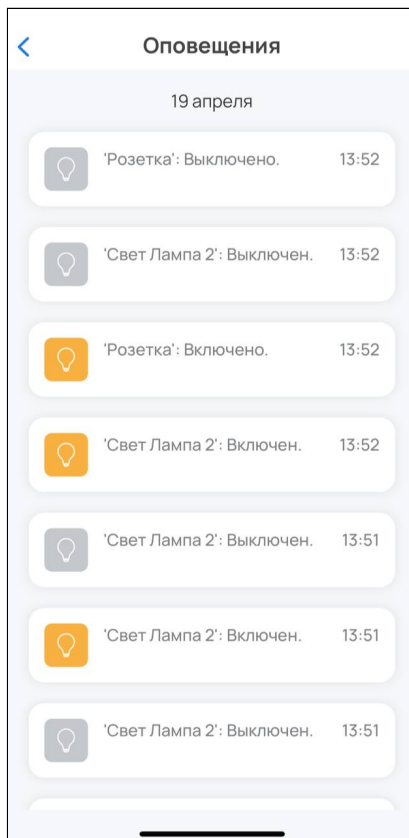 Оповещения
19 апреля
'Розетка': Выключено. 13:52
'Свет Лампа 2': Выключен. 13:52
'Розетка': Включено. 13:52
'Свет Лампа 2': Включен. 13:52
'Свет Лампа 2': Выключен. 13:51
'Свет Лампа 2': Включен. 13:51
'Свет Лампа 2': Выключен. 13:51